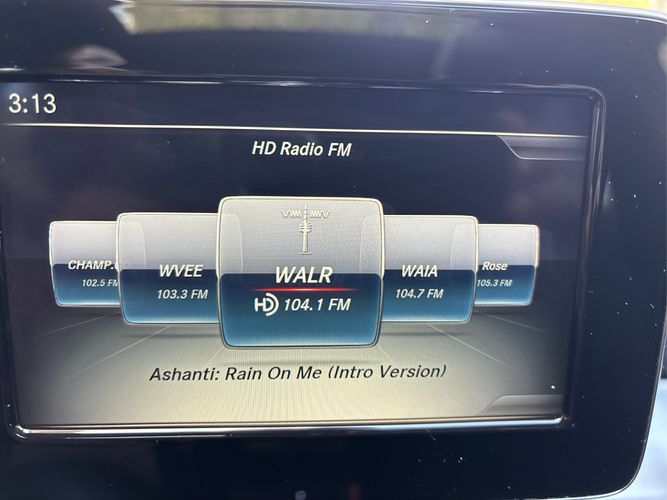 3:13
HD Radio FM
WALR
HD 104.1 FM
WVEE
103.3 FM
WAIA
104.7 FM
102.5 FM
Rose
105.3 FM
Ashanti: Rain On Me (Intro Version)